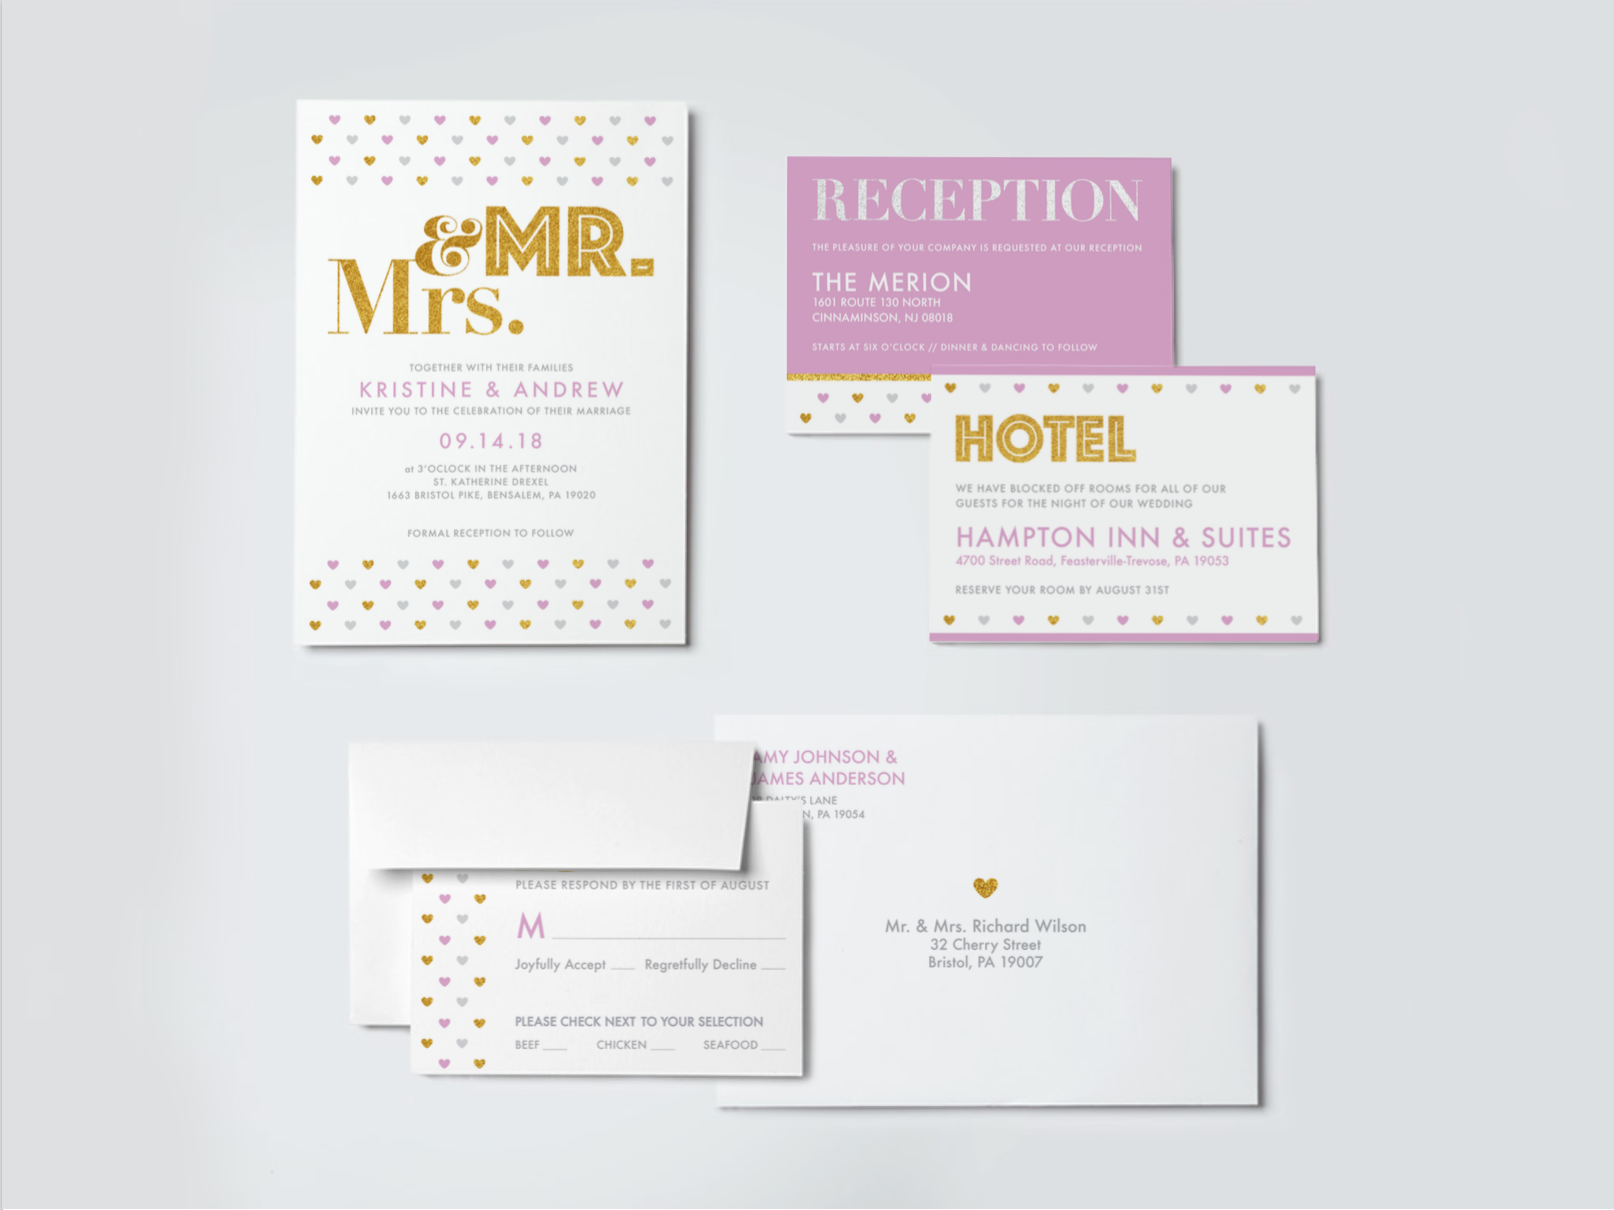 & MR.
Mrs.
TOGETHER WITH THEIR FAMILIES
KRISTINE & ANDREW
INVITE YOU TO THE CELEBRATION OF THEIR MARRIAGE
09.14.18
at 3'OCLOCK IN THE AFTERNOON
ST. KATHERINE DREXEL
1663 BRISTOL PIKE, BENSALEM, PA 19020
FORMAL RECEPTION TO FOLLOW
RECEPTION
THE PLEASURE OF YOUR COMPANY IS REQUESTED AT OUR RECEPTION
THE MERION
1601 ROUTE 130 NORTH
CINNAMINSON, NJ 08018
STARTS AT SIX O'CLOCK // DINNER & DANCING TO FOLLOW
HOTEL
WE HAVE BLOCKED OFF ROOMS FOR ALL OF OUR
GUESTS FOR THE NIGHT OF OUR WEDDING
HAMPTON INN & SUITES
4700 Street Road, Feasterville-Trevose, PA 19053
RESERVE YOUR ROOM BY AUGUST 31ST
PLEASE RESPOND BY THE FIRST OF AUGUST
M
Joyfully Accept ___ Regretfully Decline ___
PLEASE CHECK NEXT TO YOUR SELECTION
BEEF ___ CHICKEN ___ SEAFOOD ___
AMY JOHNSON &
JAMES ANDERSON
LANE
PA 19054
Mr. & Mrs. Richard Wilson
32 Cherry Street
Bristol, PA 19007